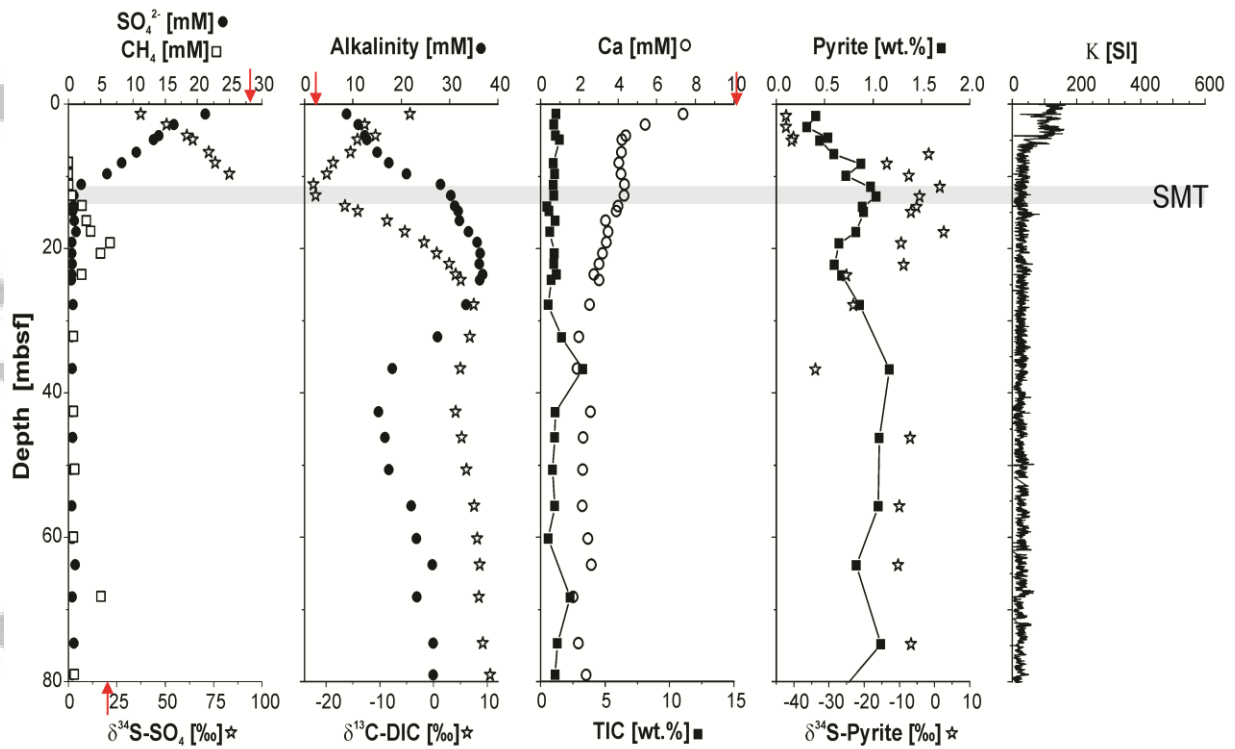 SO₄²⁻ [mM] ●
CH₄ [mM] □
Alkalinity [mM] ●
Ca [mM] ○
Pyrite [wt.%] ■
K [SI]
0 5 10 15 20 25 30
0 10 20 30 40
0 2 4 6 8 10
0.0 0.5 1.0 1.5 2.0
0 200 400 600
0
20
40
60
80
Depth [mbsf]
SMT
0 25 50 75 100
-20 -10 0 10
0 5 10 15
-40 -30 -20 -10 0 10
δ³⁴S-SO₄ [‰] ☆
δ¹³C-DIC [‰] ☆
TIC [wt.%] ■
δ³⁴S-Pyrite [‰] ☆